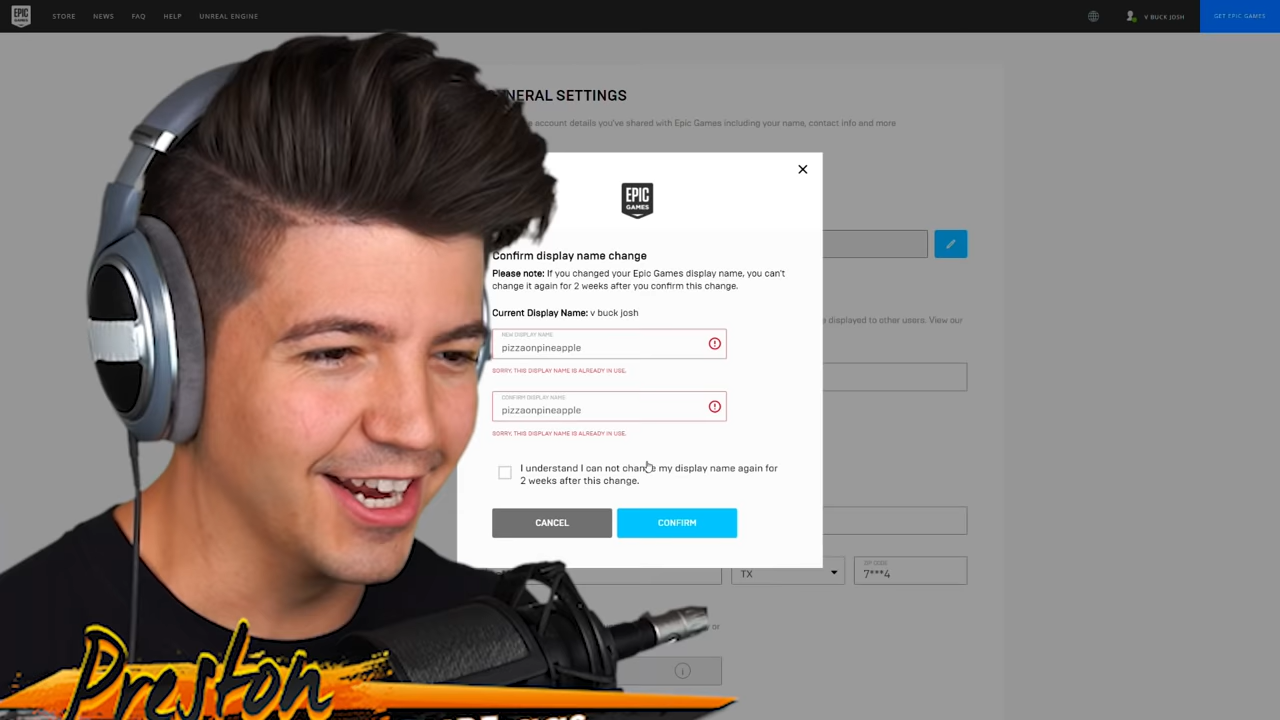 EPIC GAMES
STORE NEWS FAQ HELP UNREAL ENGINE V BUCK JOSH GET EPIC GAMES
NERAL SETTINGS
account details you've shared with Epic Games including your name, contact info and more
EPIC
GAMES
Confirm display name change
Please note: If you changed your Epic Games display name, you can't
change it again for 2 weeks after you confirm this change.
Current Display Name: v buck josh
displayed to other users. View our
NEW DISPLAY NAME
pizzaonpineapple
SORRY, THIS DISPLAY NAME IS ALREADY IN USE.
CONFIRM DISPLAY NAME
pizzaonpineapple
SORRY, THIS DISPLAY NAME IS ALREADY IN USE.
I understand I can not change my display name again for
2 weeks after this change.
CANCEL CONFIRM
TX
ZIP CODE
7***4
or
Preston